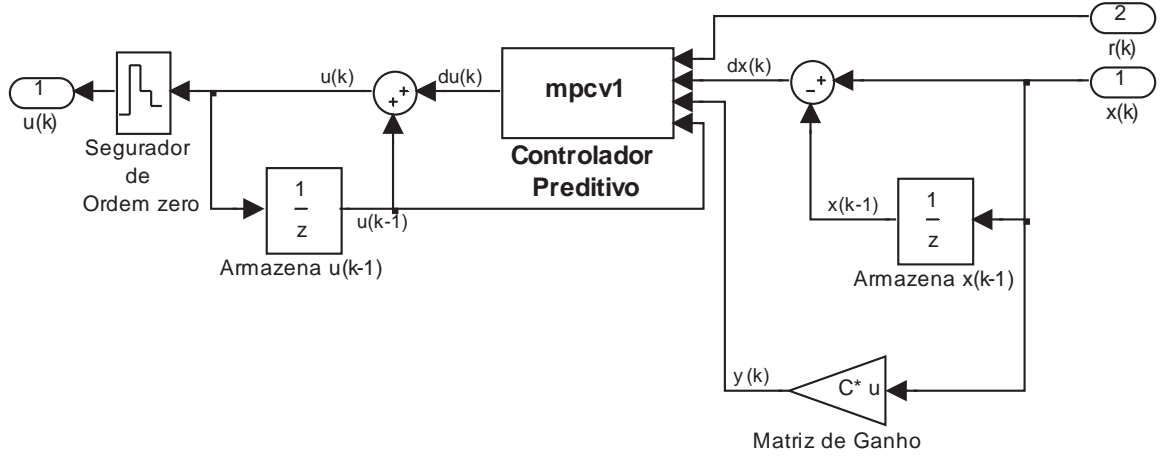 2
r(k)
1
x(k)
dx(k)
+
−
mpcv1
Controlador
Preditivo
du(k)
u(k)
+
+
1
u(k)
Segurador
de
Ordem zero
1
z
u(k-1)
Armazena u(k-1)
x(k-1)
1
z
Armazena x(k-1)
y(k)
C* u
Matriz de Ganho